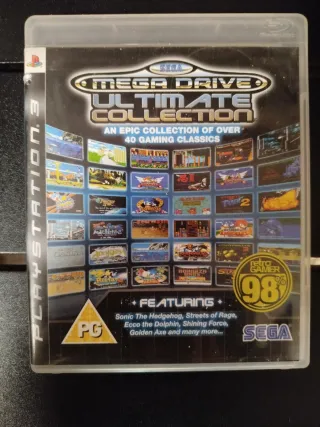 PLAYSTATION 3
SEGA
MEGA DRIVE
ULTIMATE
COLLECTION
AN EPIC COLLECTION OF OVER
40 GAMING CLASSICS
• FEATURING •
Sonic The Hedgehog, Streets of Rage,
Ecco the Dolphin, Shining Force,
Golden Axe and many more...
PG
retro
GAMER
98%
SEGA